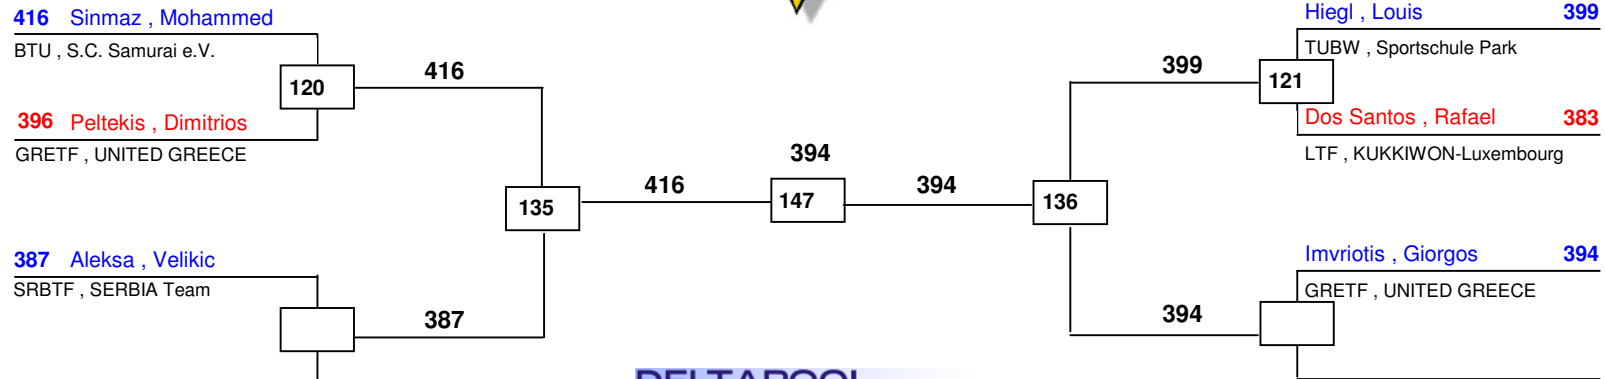 416 Sinmaz , Mohammed
BTU , S.C. Samurai e.V.
120
416
396 Peltekis , Dimitrios
GRETF , UNITED GREECE
135
416
387 Aleksa , Velikic
SRBTF , SERBIA Team
387
394
147
394
Hiegl , Louis 399
TUBW , Sportschule Park
399
121
Dos Santos , Rafael 383
LTF , KUKKIWON-Luxembourg
136
Imvriotis , Giorgos 394
GRETF , UNITED GREECE
394